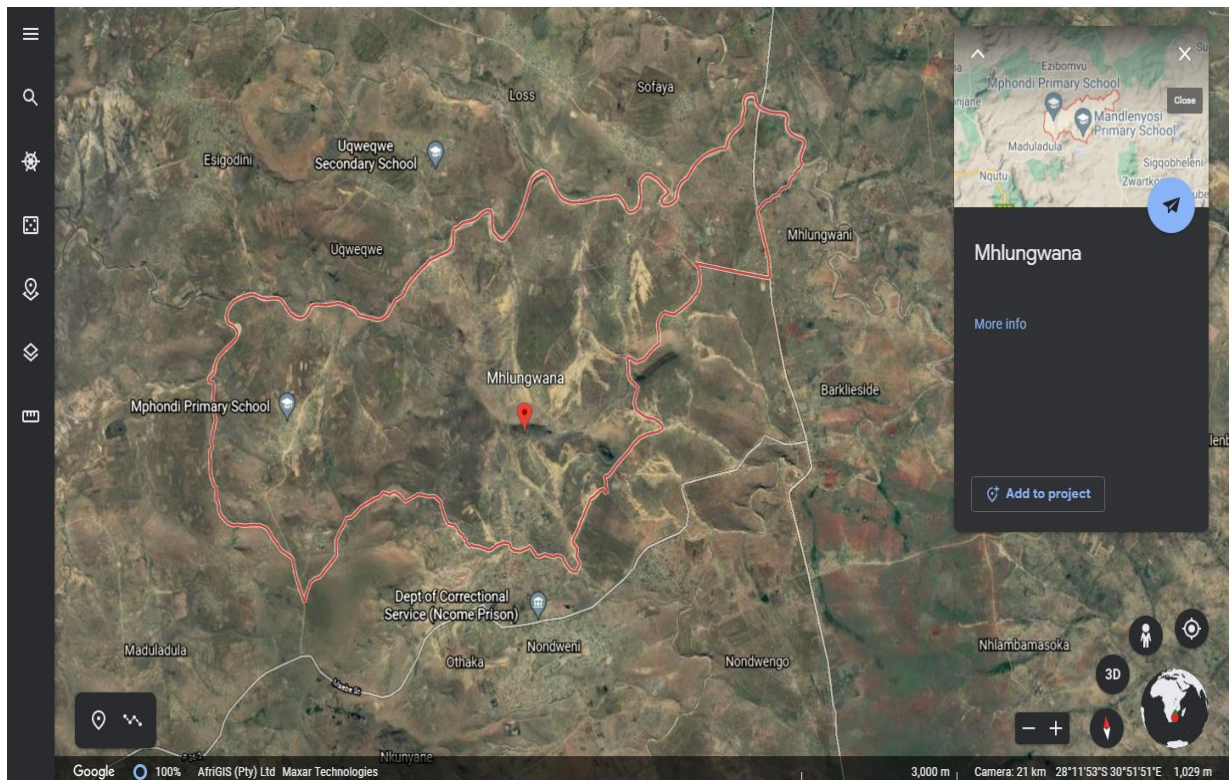 Loss
Sofaya
Uqweqwe
Secondary School
Esigodini
Uqweqwe
Mhlungwani
Mhlungwana
Mphondi Primary School
Barklieside
Dept of Correctional
Service (Ncome Prison)
Nondweni
Othaka
Maduladula
Nondwengo
Nhlambamasoka
Nkunyane
Ezibomvu
Mphondi Primary School
Close
Mandlenyosi
Primary School
Maduladula
Sigqobheleni
Nqutu
Mhlungwana
More info
Add to project
3D
Google
100%
AfriGIS (Pty) Ltd Maxar Technologies
3,000 m
Camera: 21 km 28°11'53"S 30°51'51"E 1,029 m